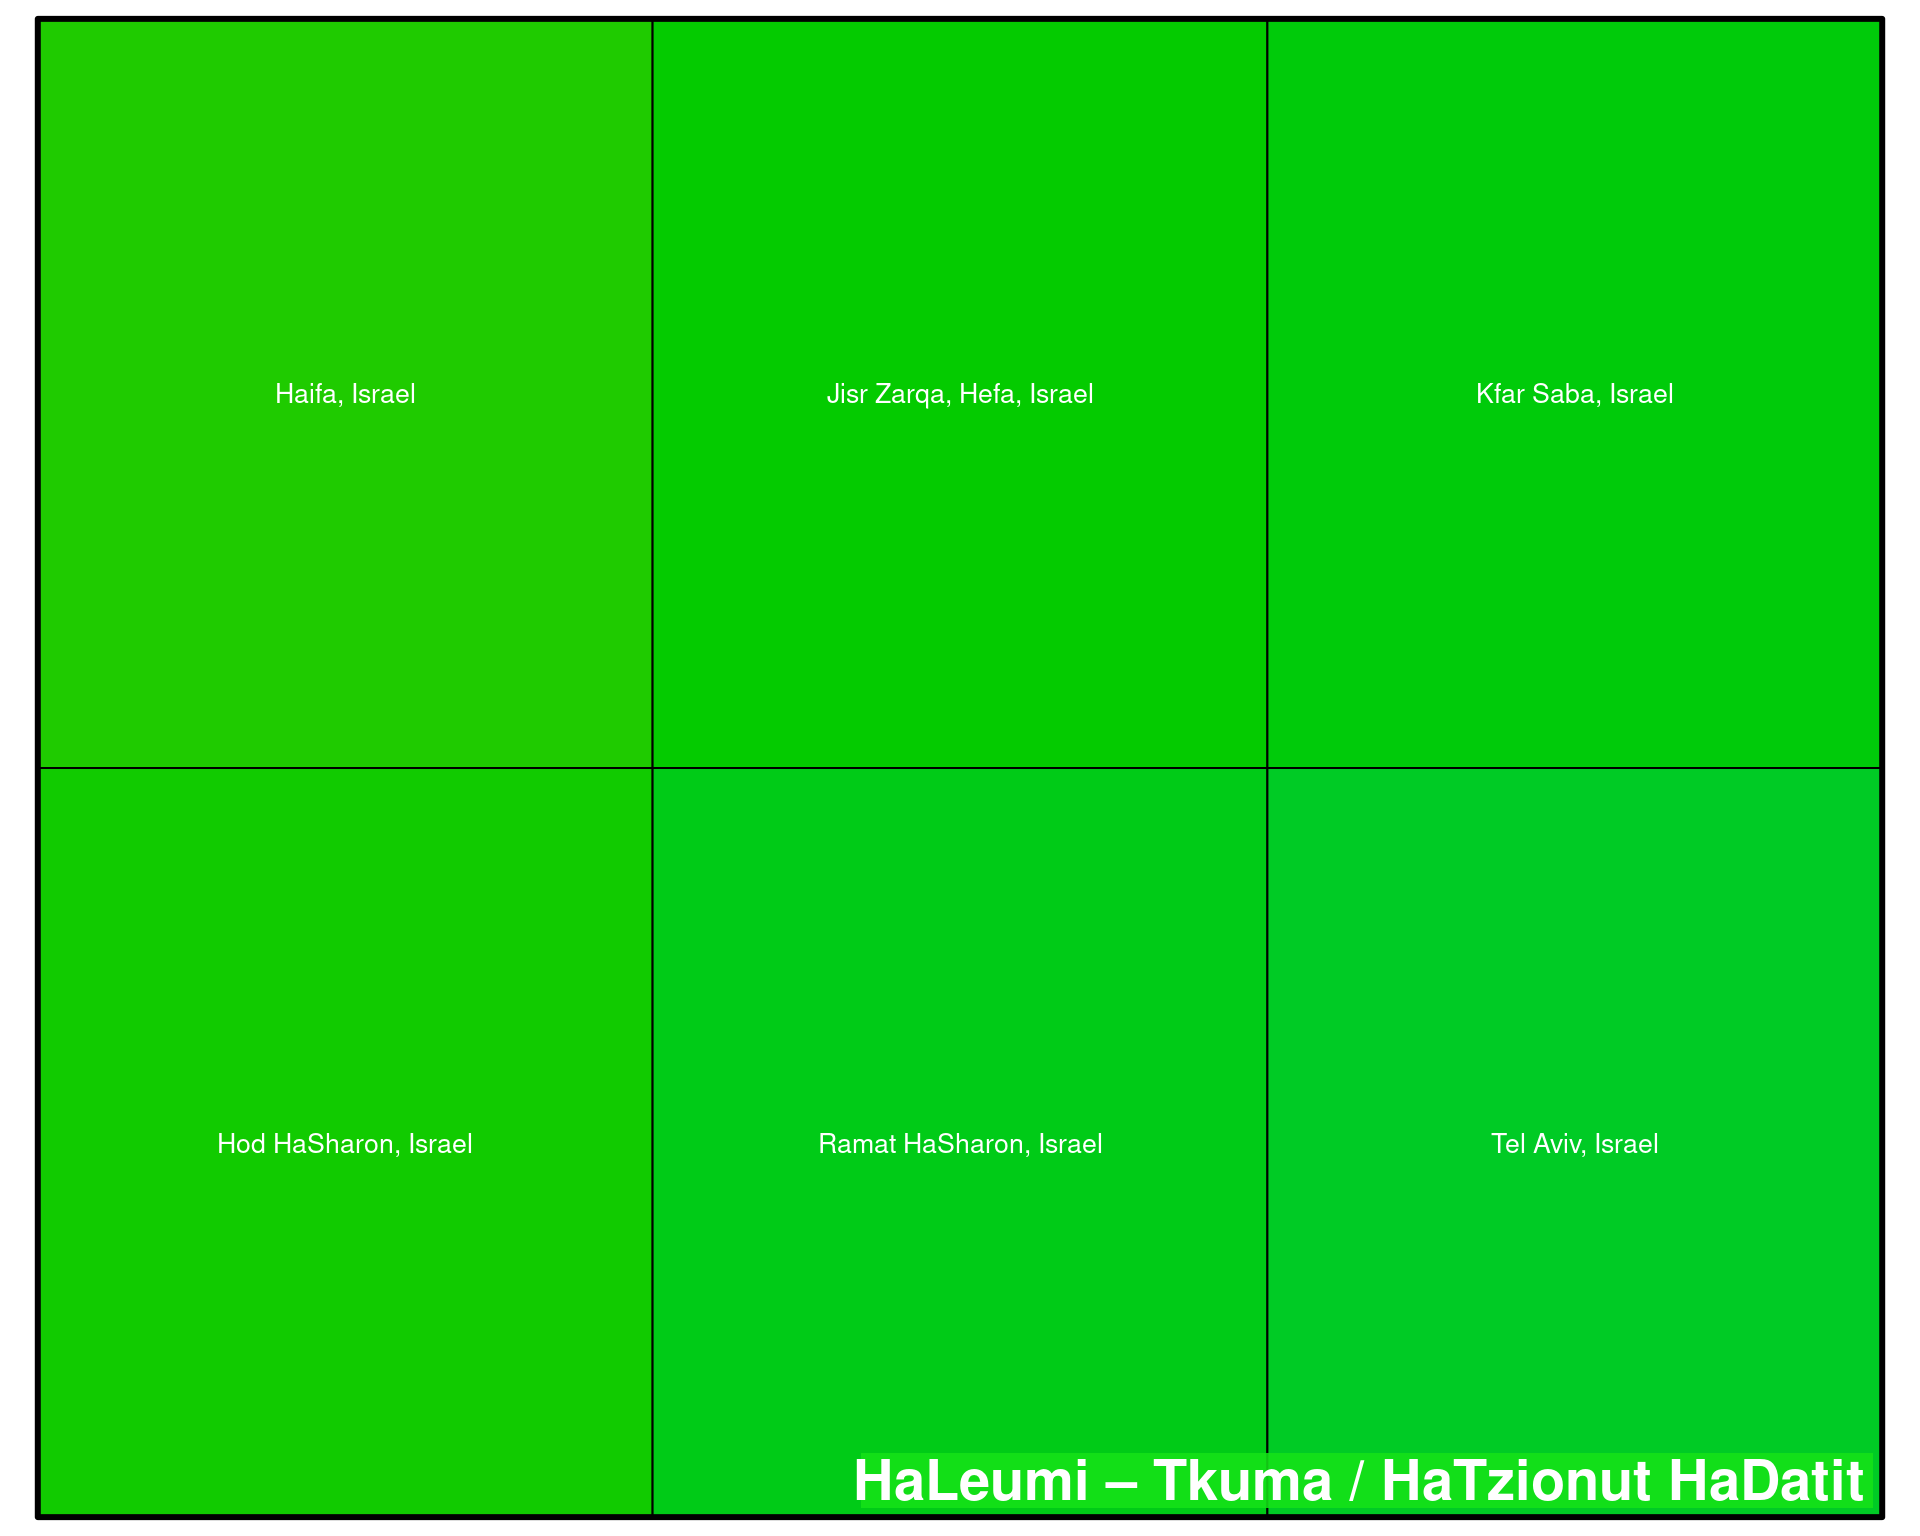 Haifa, Israel
Jisr Zarqa, Hefa, Israel
Kfar Saba, Israel
Hod HaSharon, Israel
Ramat HaSharon, Israel
Tel Aviv, Israel
HaLeumi – Tkuma / HaTzionut HaDatit